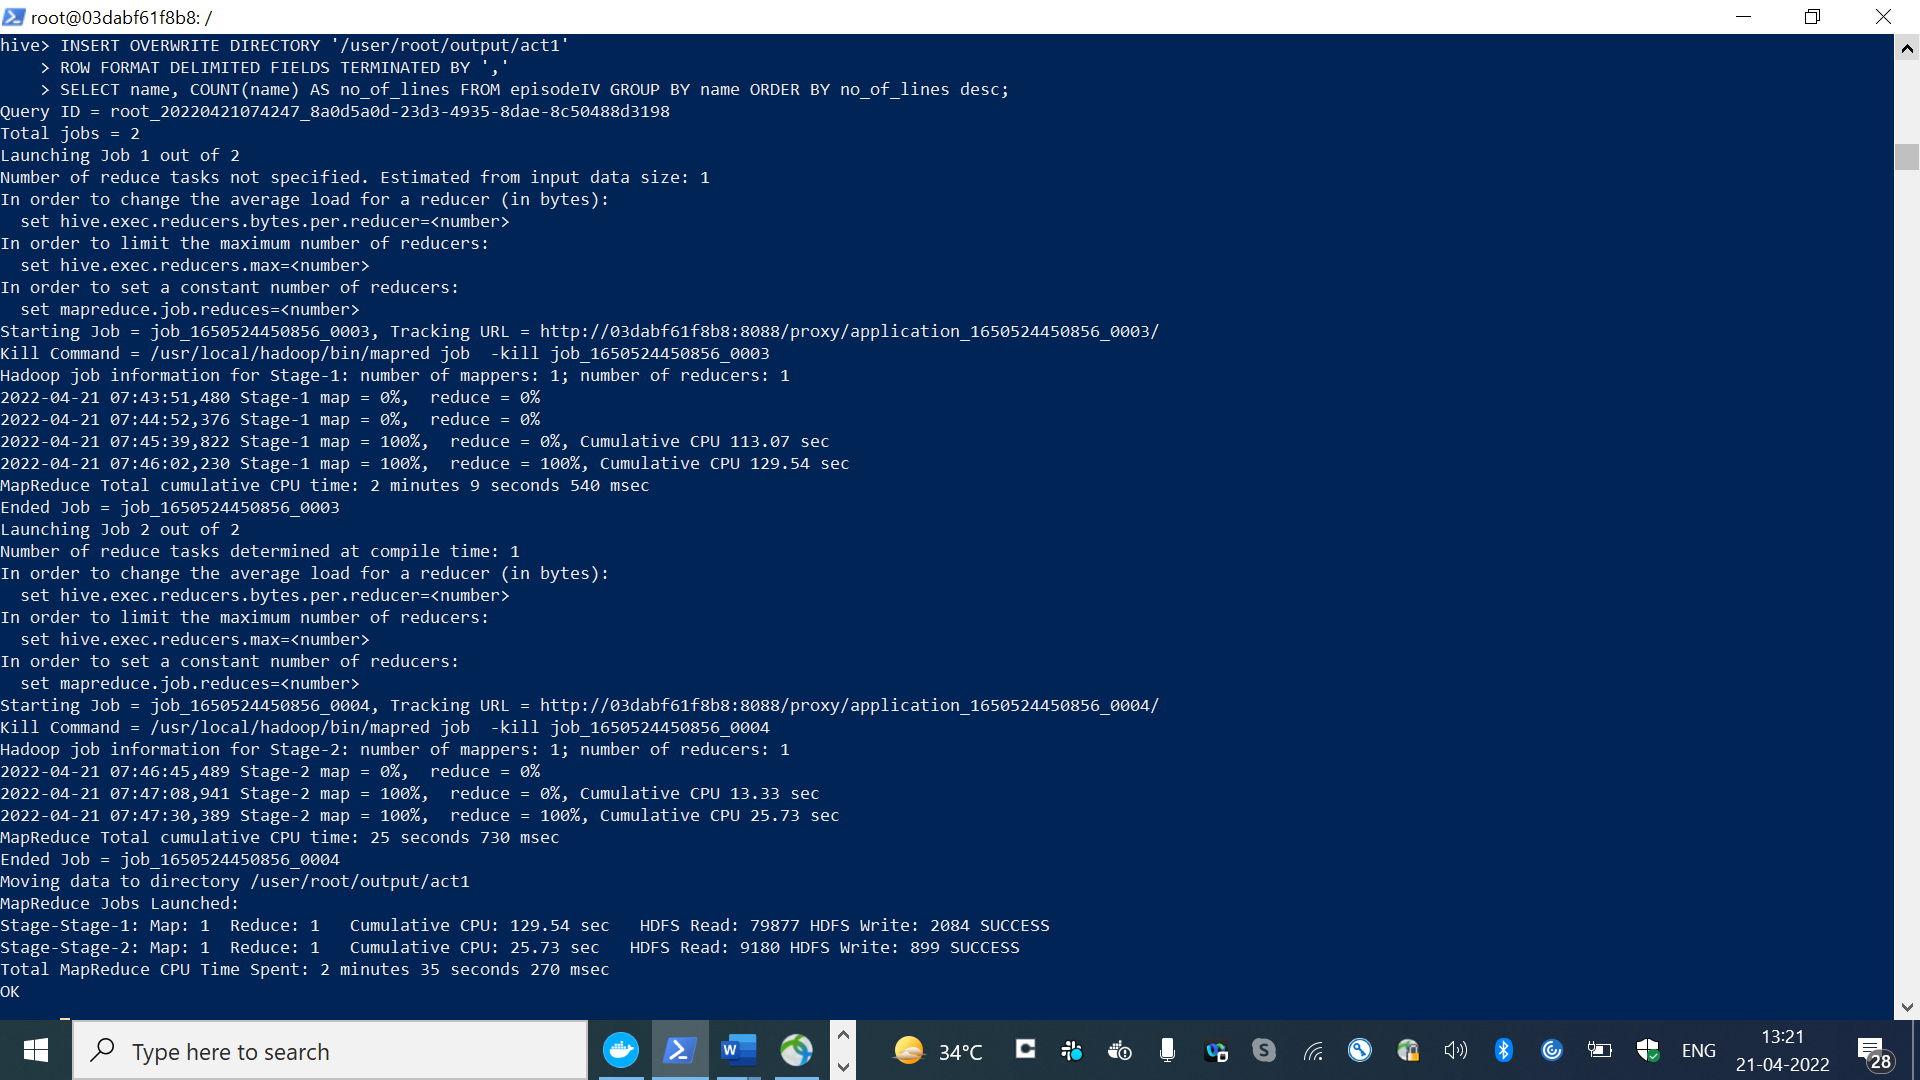 root@03dabf61f8b8: /
hive> INSERT OVERWRITE DIRECTORY '/user/root/output/act1'
    > ROW FORMAT DELIMITED FIELDS TERMINATED BY ','
    > SELECT name, COUNT(name) AS no_of_lines FROM episodeIV GROUP BY name ORDER BY no_of_lines desc;
Query ID = root_20220421074247_8a0d5a0d-23d3-4935-8dae-8c50488d3198
Total jobs = 2
Launching Job 1 out of 2
Number of reduce tasks not specified. Estimated from input data size: 1
In order to change the average load for a reducer (in bytes):
  set hive.exec.reducers.bytes.per.reducer=<number>
In order to limit the maximum number of reducers:
  set hive.exec.reducers.max=<number>
In order to set a constant number of reducers:
  set mapreduce.job.reduces=<number>
Starting Job = job_1650524450856_0003, Tracking URL = http://03dabf61f8b8:8088/proxy/application_1650524450856_0003/
Kill Command = /usr/local/hadoop/bin/mapred job  -kill job_1650524450856_0003
Hadoop job information for Stage-1: number of mappers: 1; number of reducers: 1
2022-04-21 07:43:51,480 Stage-1 map = 0%,  reduce = 0%
2022-04-21 07:44:52,376 Stage-1 map = 0%,  reduce = 0%
2022-04-21 07:45:39,822 Stage-1 map = 100%,  reduce = 0%, Cumulative CPU 113.07 sec
2022-04-21 07:46:02,230 Stage-1 map = 100%,  reduce = 100%, Cumulative CPU 129.54 sec
MapReduce Total cumulative CPU time: 2 minutes 9 seconds 540 msec
Ended Job = job_1650524450856_0003
Launching Job 2 out of 2
Number of reduce tasks determined at compile time: 1
In order to change the average load for a reducer (in bytes):
  set hive.exec.reducers.bytes.per.reducer=<number>
In order to limit the maximum number of reducers:
  set hive.exec.reducers.max=<number>
In order to set a constant number of reducers:
  set mapreduce.job.reduces=<number>
Starting Job = job_1650524450856_0004, Tracking URL = http://03dabf61f8b8:8088/proxy/application_1650524450856_0004/
Kill Command = /usr/local/hadoop/bin/mapred job  -kill job_1650524450856_0004
Hadoop job information for Stage-2: number of mappers: 1; number of reducers: 1
2022-04-21 07:46:45,489 Stage-2 map = 0%,  reduce = 0%
2022-04-21 07:47:08,941 Stage-2 map = 100%,  reduce = 0%, Cumulative CPU 13.33 sec
2022-04-21 07:47:30,389 Stage-2 map = 100%,  reduce = 100%, Cumulative CPU 25.73 sec
MapReduce Total cumulative CPU time: 25 seconds 730 msec
Ended Job = job_1650524450856_0004
Moving data to directory /user/root/output/act1
MapReduce Jobs Launched:
Stage-Stage-1: Map: 1  Reduce: 1   Cumulative CPU: 129.54 sec   HDFS Read: 79877 HDFS Write: 2084 SUCCESS
Stage-Stage-2: Map: 1  Reduce: 1   Cumulative CPU: 25.73 sec   HDFS Read: 9180 HDFS Write: 899 SUCCESS
Total MapReduce CPU Time Spent: 2 minutes 35 seconds 270 msec
OK
Type here to search
34°C
ENG
13:21
21-04-2022
28